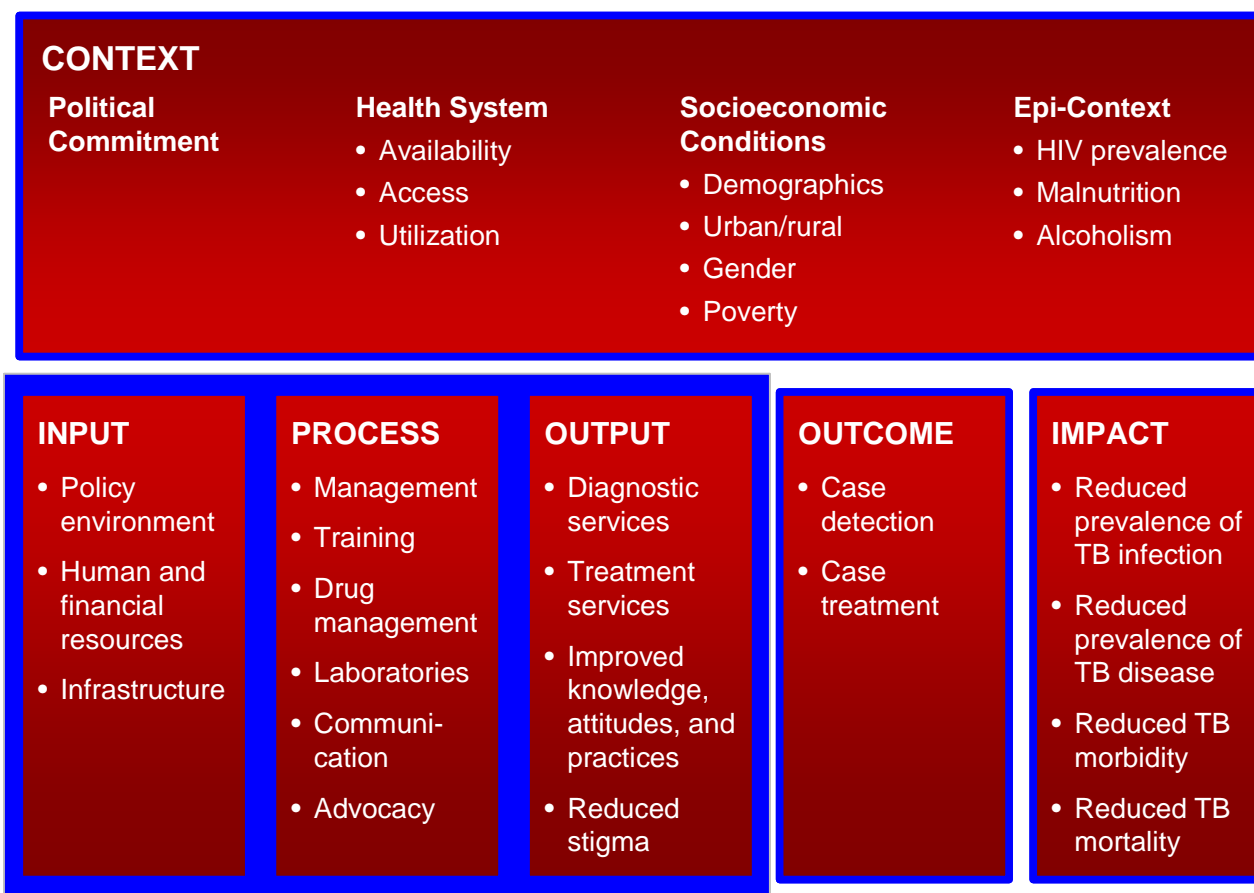 CONTEXT
Political
Commitment
Health System
• Availability
• Access
• Utilization
Socioeconomic
Conditions
• Demographics
• Urban/rural
• Gender
• Poverty
Epi-Context
• HIV prevalence
• Malnutrition
• Alcoholism
INPUT
• Policy
environment
• Human and
financial
resources
• Infrastructure
PROCESS
• Management
• Training
• Drug
management
• Laboratories
• Communi-
cation
• Advocacy
OUTPUT
• Diagnostic
services
• Treatment
services
• Improved
knowledge,
attitudes, and
practices
• Reduced
stigma
OUTCOME
• Case
detection
• Case
treatment
IMPACT
• Reduced
prevalence of
TB infection
• Reduced
prevalence of
TB disease
• Reduced TB
morbidity
• Reduced TB
mortality